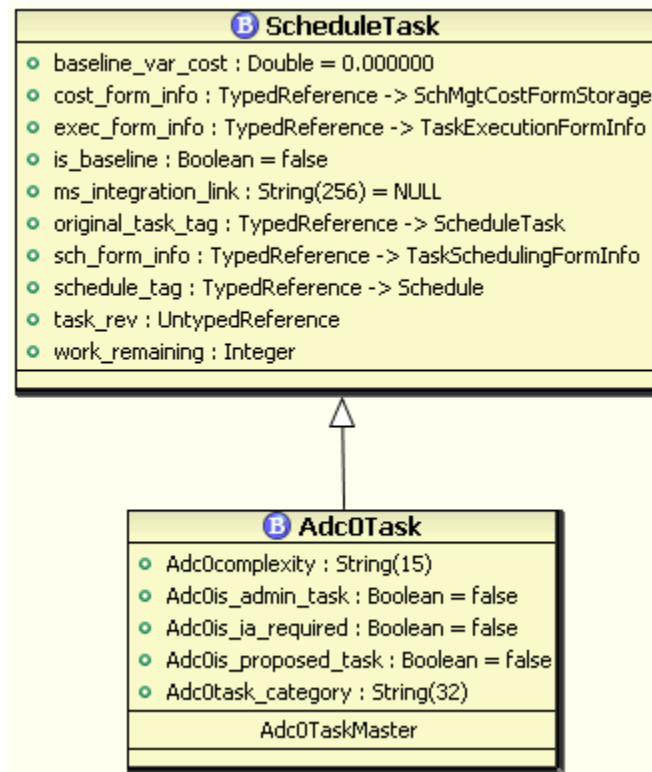 B ScheduleTask
baseline_var_cost : Double = 0.000000
cost_form_info : TypedReference -> SchMgtCostFormStorage
exec_form_info : TypedReference -> TaskExecutionFormInfo
is_baseline : Boolean = false
ms_integration_link : String(256) = NULL
original_task_tag : TypedReference -> ScheduleTask
sch_form_info : TypedReference -> TaskSchedulingFormInfo
schedule_tag : TypedReference -> Schedule
task_rev : UntypedReference
work_remaining : Integer
B Adc0Task
Adc0complexity : String(15)
Adc0is_admin_task : Boolean = false
Adc0is_ia_required : Boolean = false
Adc0is_proposed_task : Boolean = false
Adc0task_category : String(32)
Adc0TaskMaster